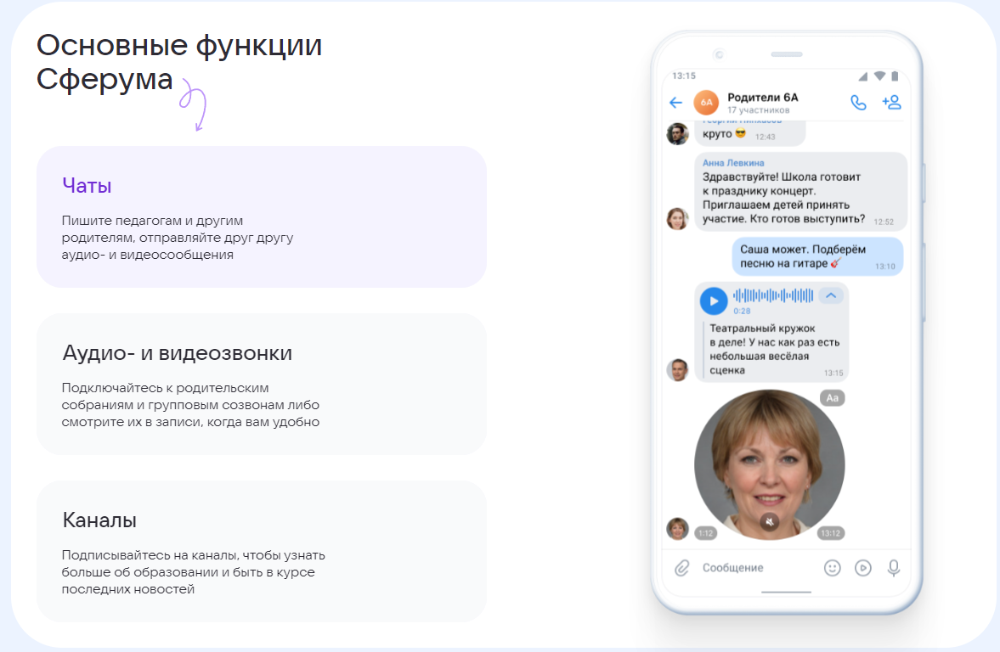 Основные функции
Сферума
Чаты
Пишите педагогам и другим
родителям, отправляйте друг другу
аудио- и видеосообщения
Аудио- и видеозвонки
Подключайтесь к родительским
собраниям и групповым созвонам либо
смотрите их в записи, когда вам удобно
Каналы
Подписывайтесь на каналы, чтобы узнать
больше об образовании и быть в курсе
последних новостей
13:15
6А
Родители 6А
17 участников
круто 😎 12:43
Анна Левкина
Здравствуйте! Школа готовит
к празднику концерт.
Приглашаем детей принять
участие. Кто готов выступить? 12:52
Саша может. Подберём
песню на гитаре 🎸 13:10
0:28
Театральный кружок
в деле! У нас как раз есть
небольшая весёлая
сценка 13:15
Aa
1:12 13:12
Сообщение